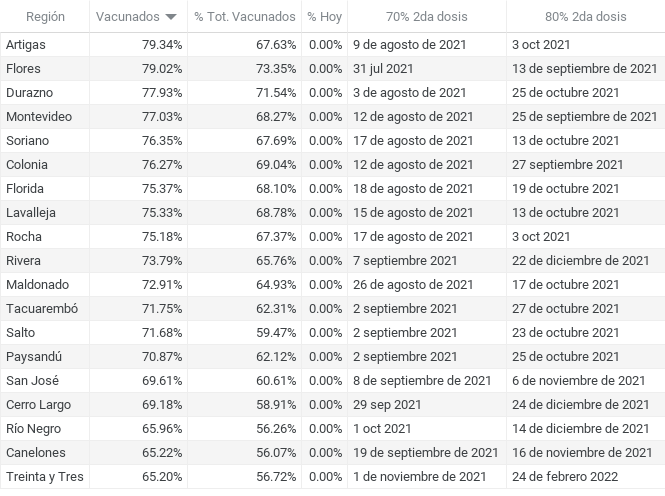 Región Vacunados % Tot. Vacunados % Hoy 70% 2da dosis 80% 2da dosis
Artigas 79.34% 67.63% 0.00% 9 de agosto de 2021 3 oct 2021
Flores 79.02% 73.35% 0.00% 31 jul 2021 13 de septiembre de 2021
Durazno 77.93% 71.54% 0.00% 3 de agosto de 2021 25 de octubre de 2021
Montevideo 77.03% 68.27% 0.00% 12 de agosto de 2021 25 de septiembre de 2021
Soriano 76.35% 67.69% 0.00% 17 de agosto de 2021 13 de octubre de 2021
Colonia 76.27% 69.04% 0.00% 12 de agosto de 2021 27 septiembre 2021
Florida 75.37% 68.10% 0.00% 18 de agosto de 2021 19 de octubre de 2021
Lavalleja 75.33% 68.78% 0.00% 15 de agosto de 2021 13 de octubre de 2021
Rocha 75.18% 67.37% 0.00% 17 de agosto de 2021 3 oct 2021
Rivera 73.79% 65.76% 0.00% 7 septiembre 2021 22 de diciembre de 2021
Maldonado 72.91% 64.93% 0.00% 26 de agosto de 2021 17 de octubre de 2021
Tacuarembó 71.75% 62.31% 0.00% 2 septiembre 2021 27 de octubre de 2021
Salto 71.68% 59.47% 0.00% 2 septiembre 2021 23 de octubre de 2021
Paysandú 70.87% 62.12% 0.00% 2 septiembre 2021 25 de octubre de 2021
San José 69.61% 60.61% 0.00% 8 de septiembre de 2021 6 de noviembre de 2021
Cerro Largo 69.18% 58.91% 0.00% 29 sep 2021 24 de diciembre de 2021
Río Negro 65.96% 56.26% 0.00% 1 oct 2021 14 de diciembre de 2021
Canelones 65.22% 56.07% 0.00% 19 de septiembre de 2021 16 de noviembre de 2021
Treinta y Tres 65.20% 56.72% 0.00% 1 de noviembre de 2021 24 de febrero 2022